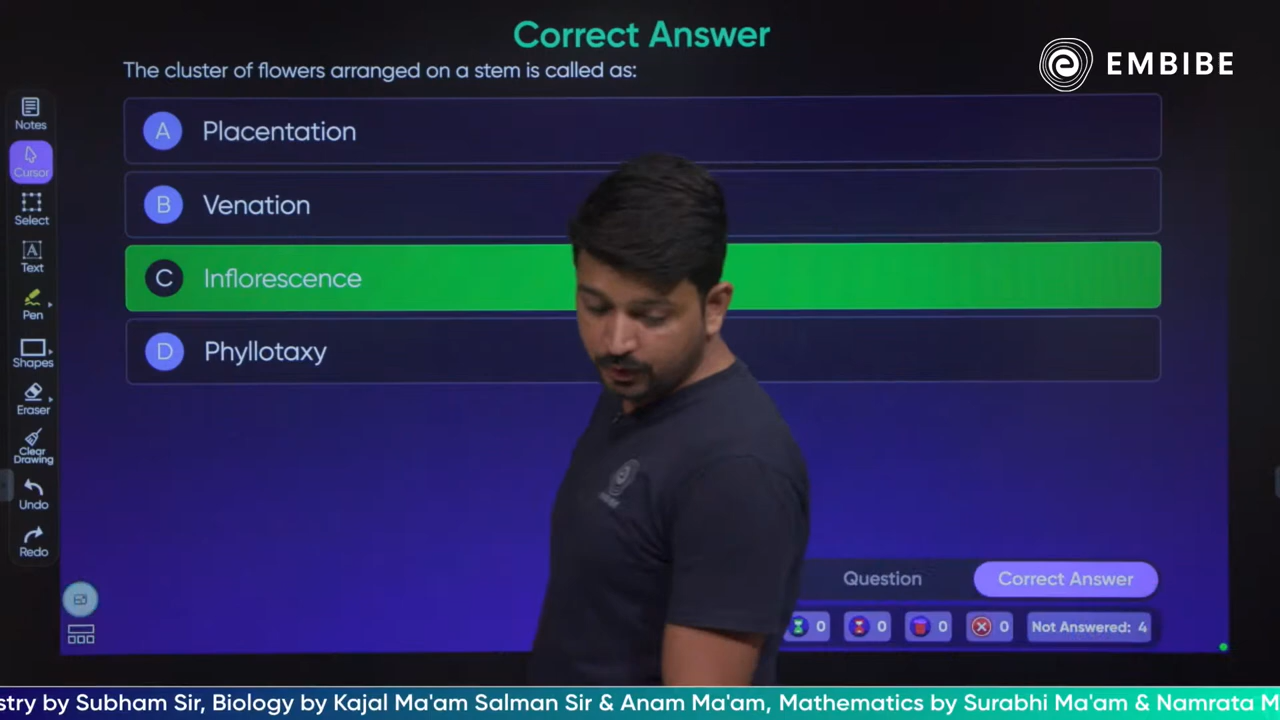 Correct Answer
EMBIBE
The cluster of flowers arranged on a stem is called as:
A Placentation
B Venation
C Inflorescence
D Phyllotaxy
Notes
Cursor
Select
Text
Pen
Shapes
Eraser
Clear
Drawing
Undo
Redo
Question
Correct Answer
0 0 0 0 Not Answered: 4
stry by Subham Sir, Biology by Kajal Ma'am Salman Sir & Anam Ma'am, Mathematics by Surabhi Ma'am & Namrata M